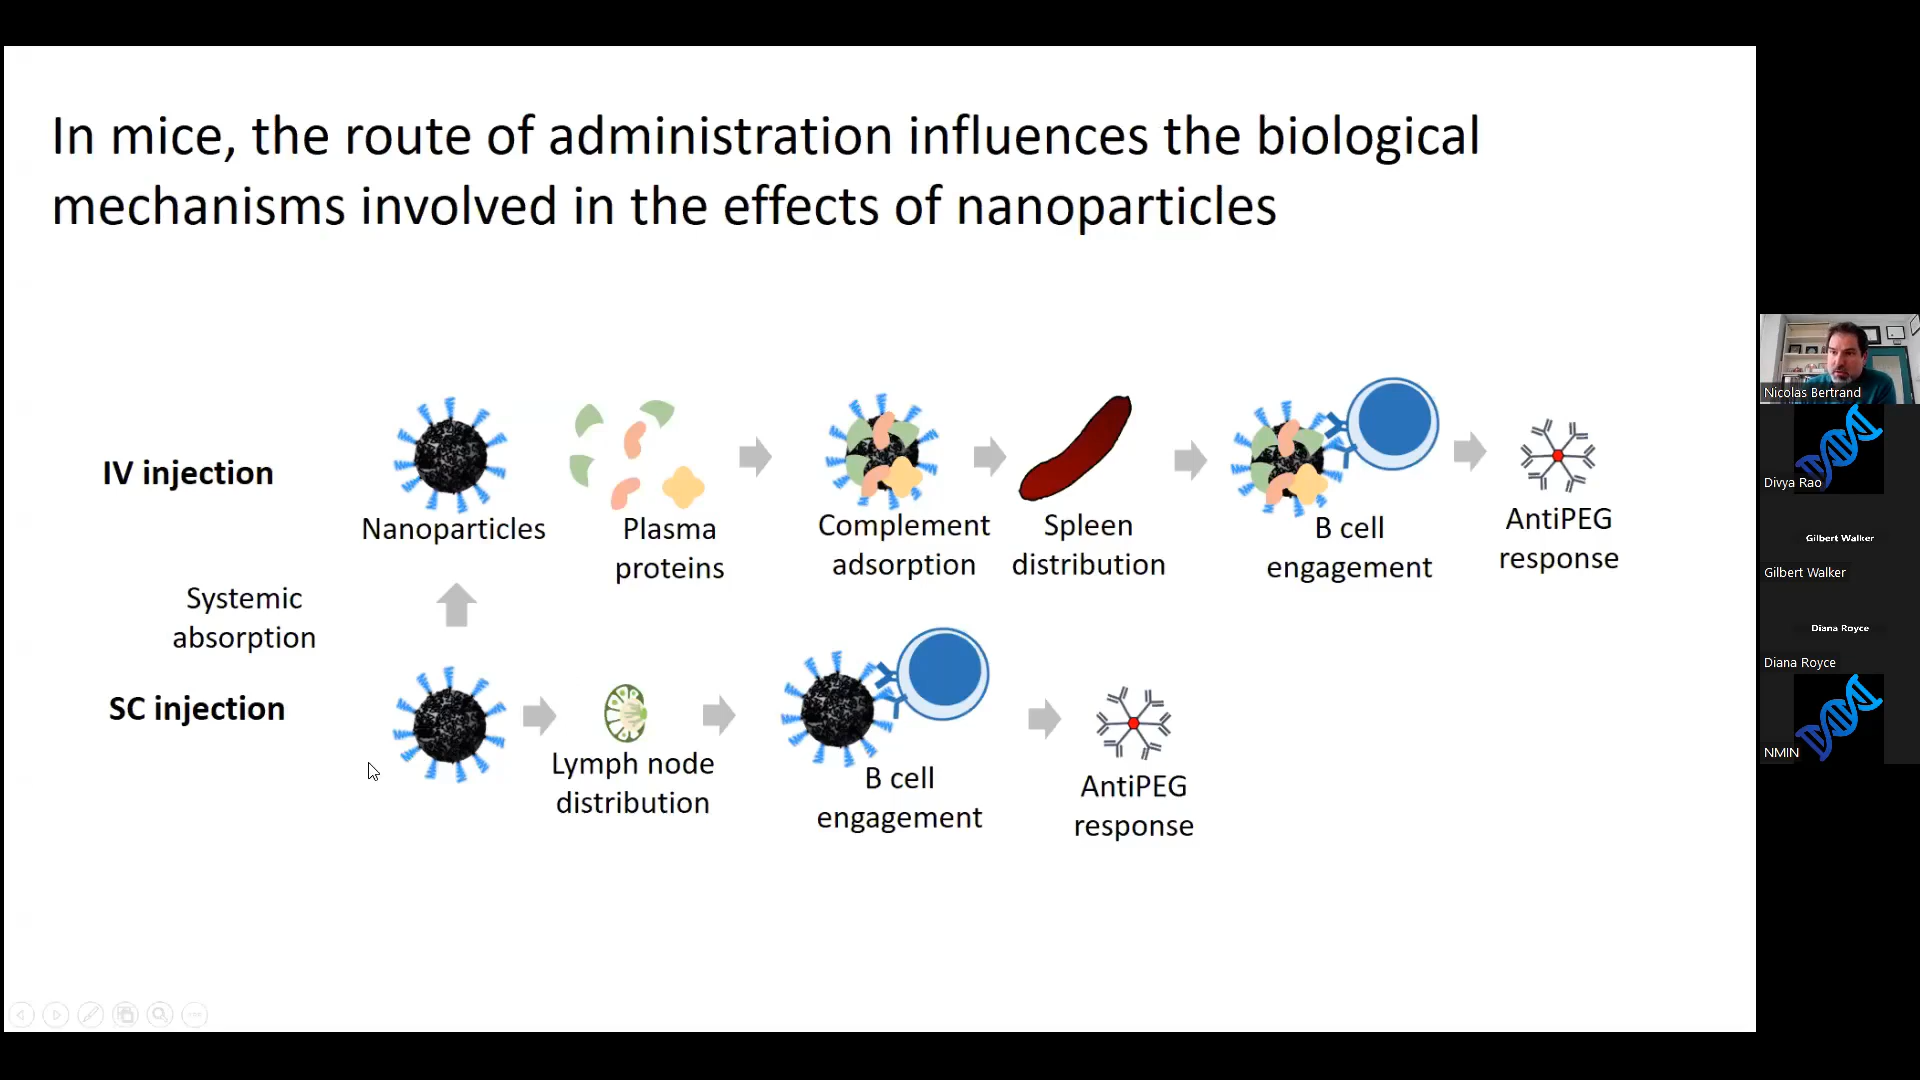 In mice, the route of administration influences the biological
mechanisms involved in the effects of nanoparticles
IV injection
Nanoparticles
Plasma
proteins
Complement
adsorption
Spleen
distribution
B cell
engagement
AntiPEG
response
Systemic
absorption
SC injection
Lymph node
distribution
B cell
engagement
AntiPEG
response
Nicolas Bertrand
Divya Rao
Gilbert Walker
Gilbert Walker
Diana Royce
Diana Royce
NMIN